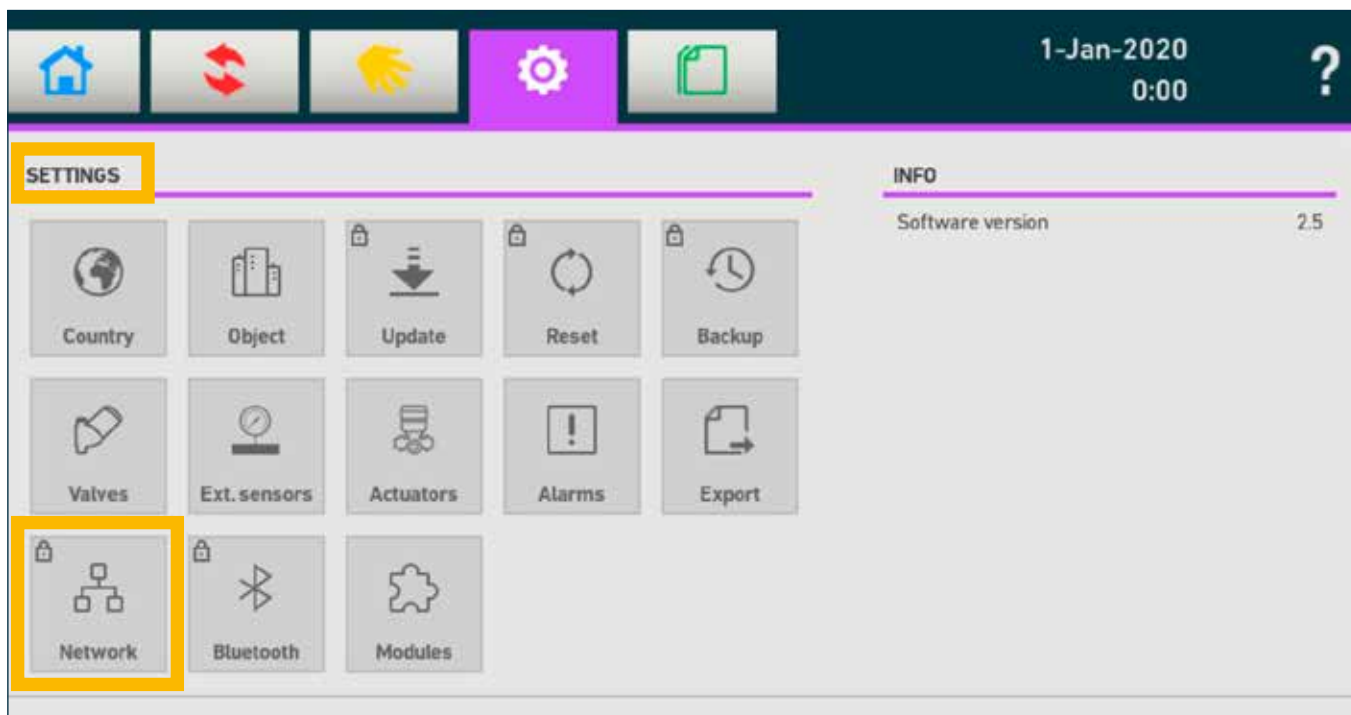 1-Jan-2020
0:00
?
SETTINGS
INFO
Software version 2.5
Country Object Update Reset Backup
Valves Ext. sensors Actuators Alarms Export
Network Bluetooth Modules